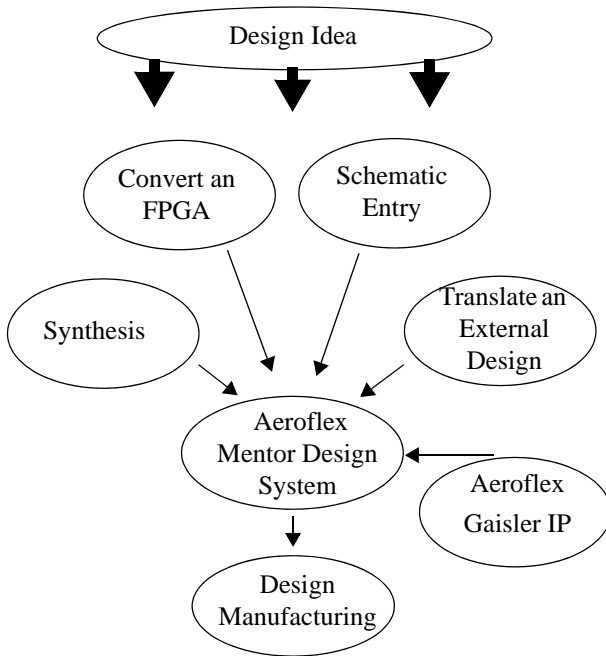 Design Idea
Convert an
FPGA
Schematic
Entry
Synthesis
Translate an
External
Design
Aeroflex
Mentor Design
System
Aeroflex
Gaisler IP
Design
Manufacturing